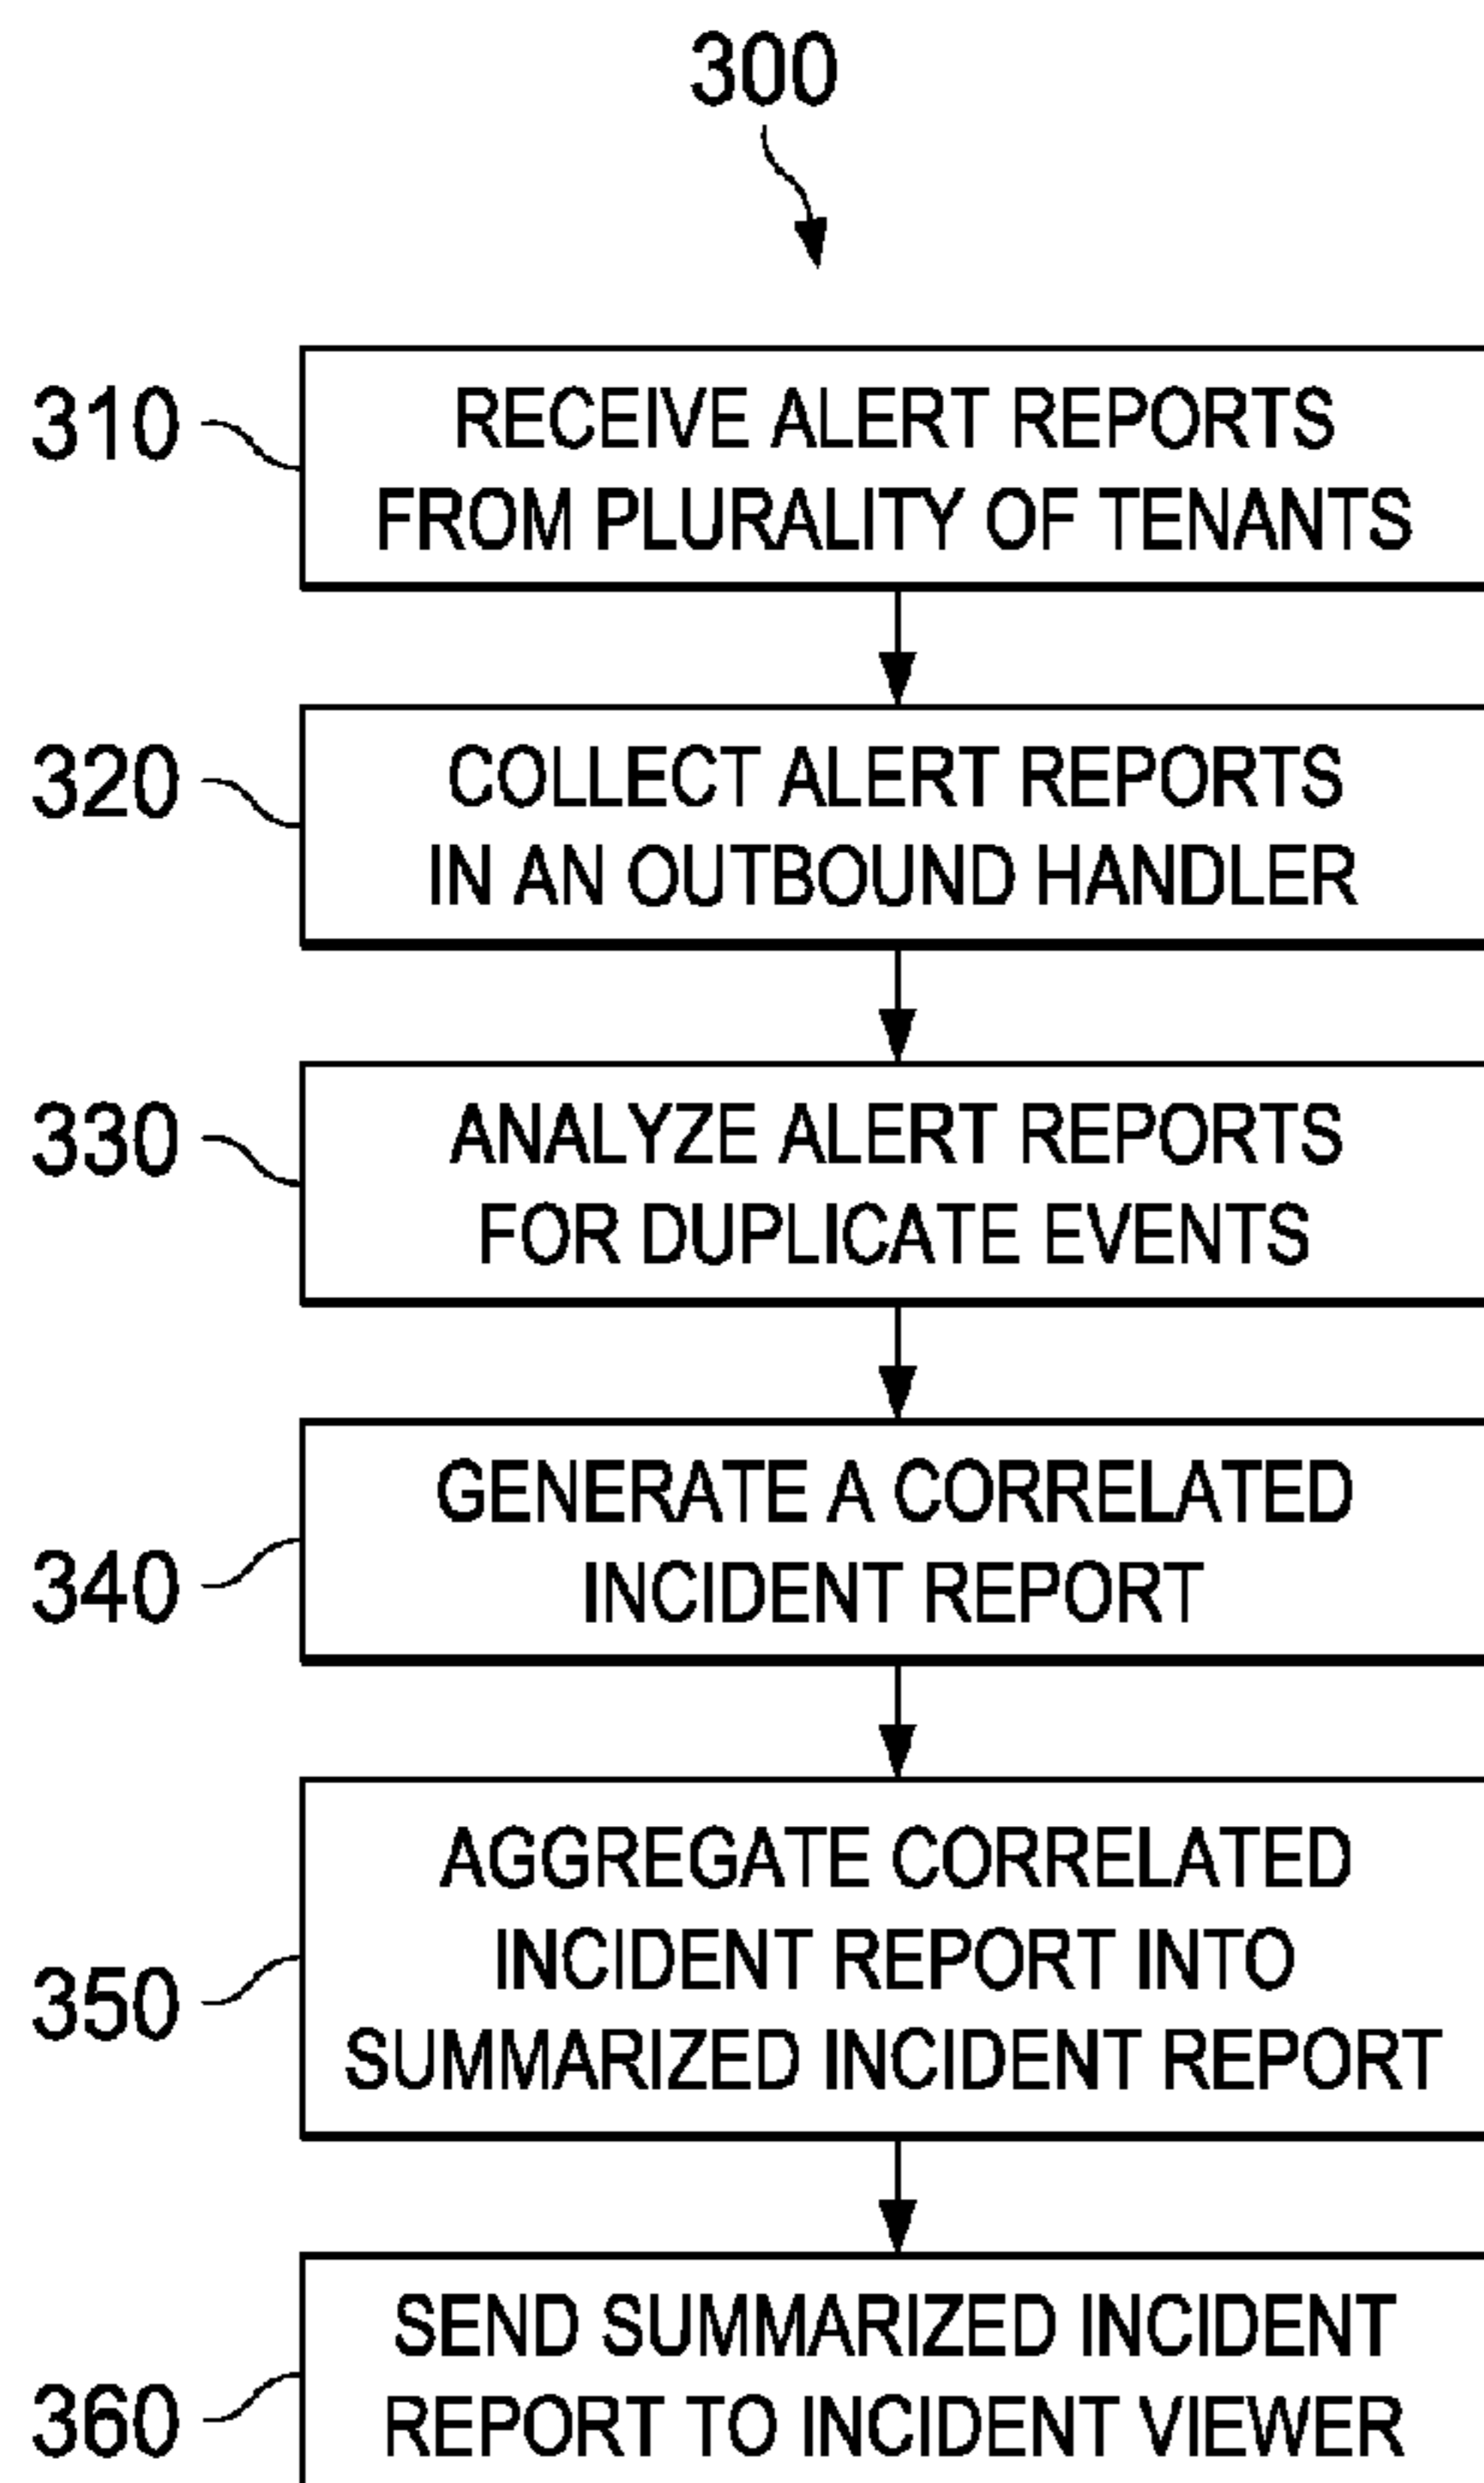 300
310
RECEIVE ALERT REPORTS
FROM PLURALITY OF TENANTS
320
COLLECT ALERT REPORTS
IN AN OUTBOUND HANDLER
330
ANALYZE ALERT REPORTS
FOR DUPLICATE EVENTS
340
GENERATE A CORRELATED
INCIDENT REPORT
350
AGGREGATE CORRELATED
INCIDENT REPORT INTO
SUMMARIZED INCIDENT REPORT
360
SEND SUMMARIZED INCIDENT
REPORT TO INCIDENT VIEWER